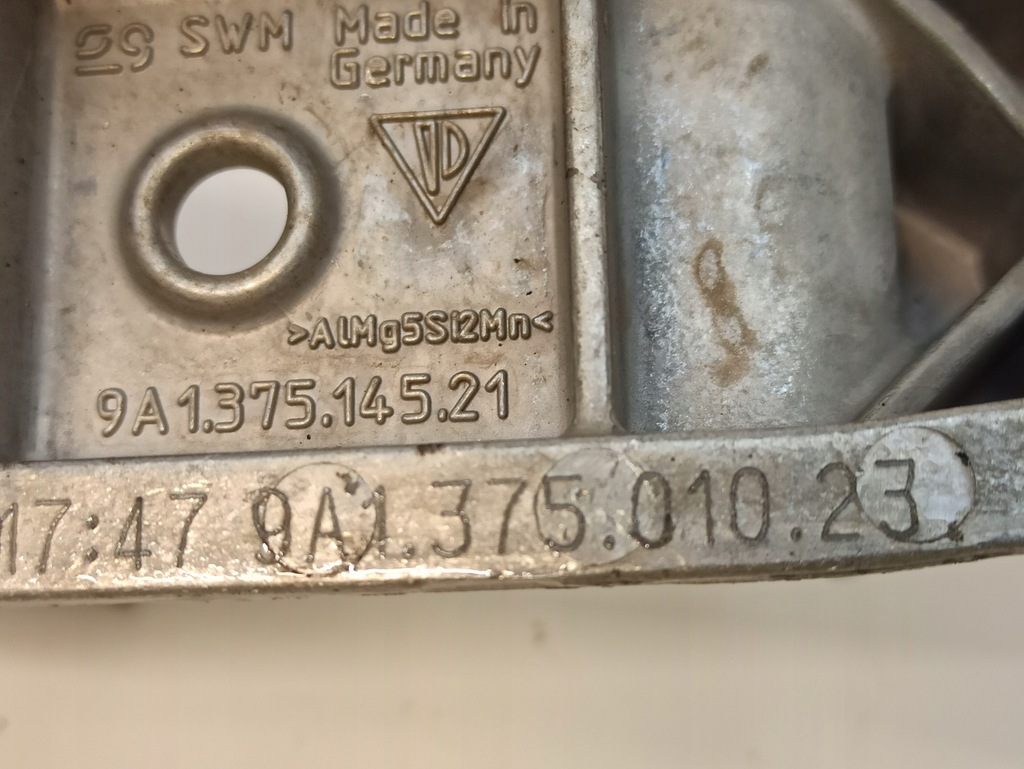 SWM Made in
Germany
>AlMg5Si2Mn<
9A1.375.145.21
17:47 9A1.375.010.23